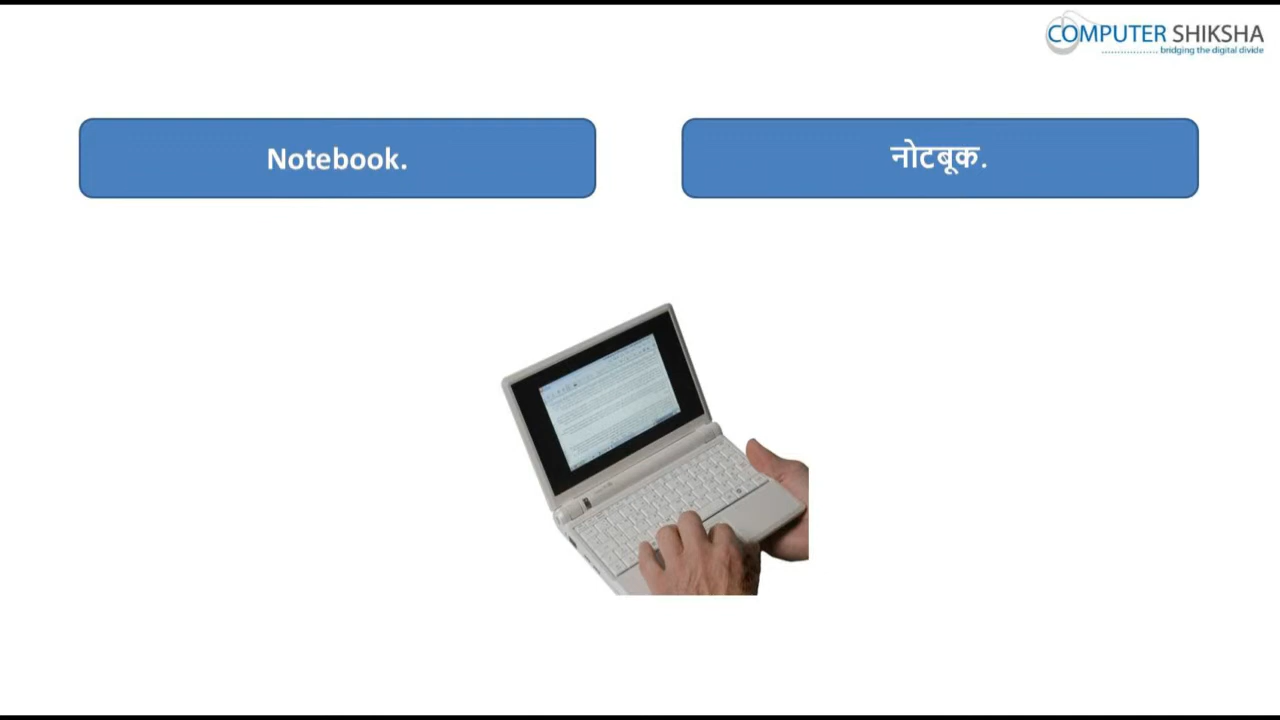 COMPUTER SHIKSHA
bridging the digital divide
Notebook.
नोटबूक.